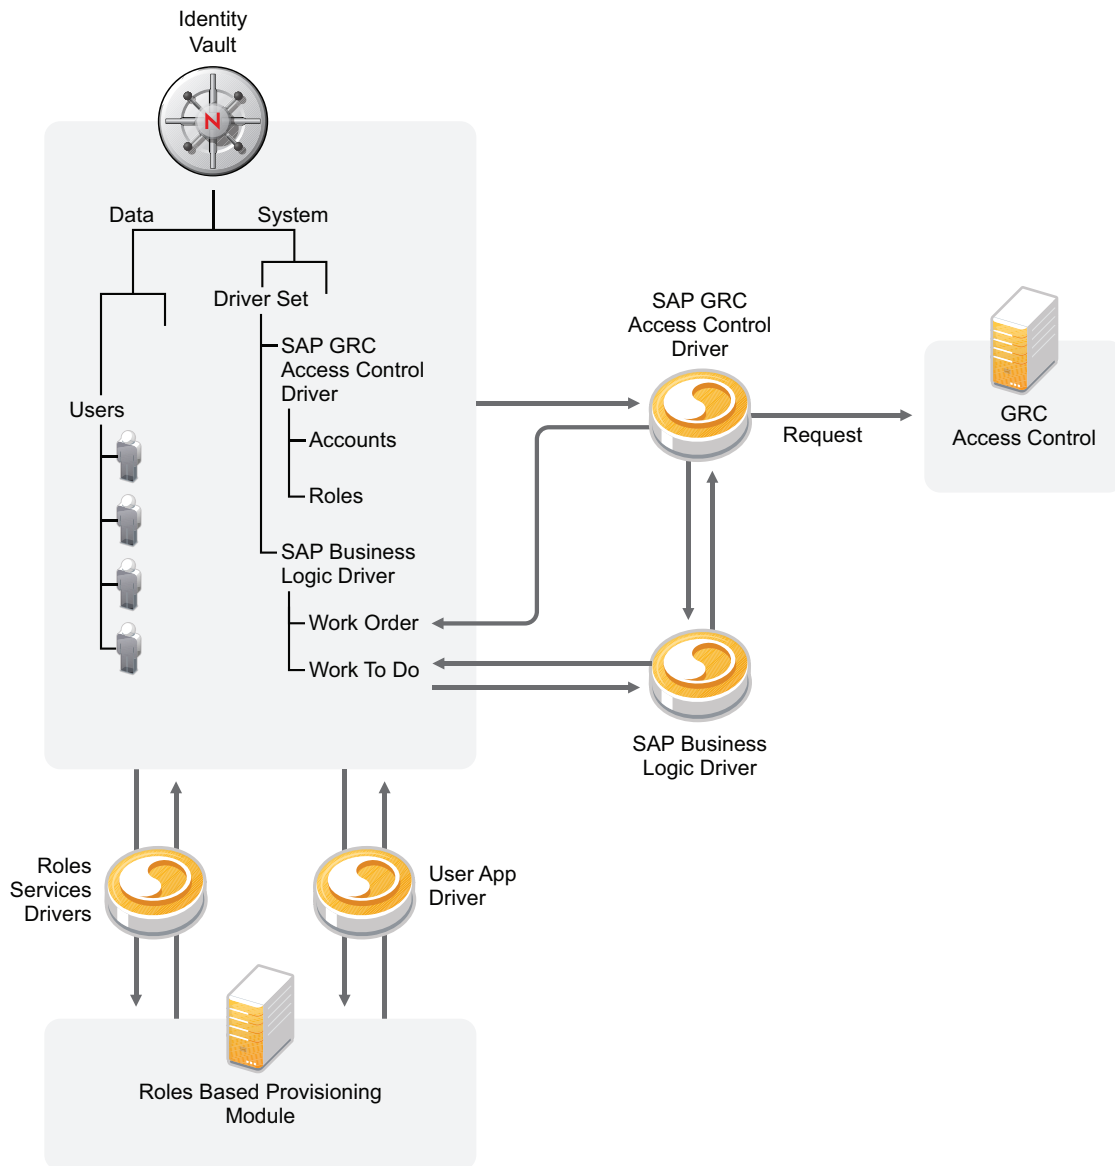 Identity
Vault
N
Data
System
Driver Set
SAP GRC
Access Control
Driver
Accounts
Roles
Users
SAP Business
Logic Driver
Work Order
Work To Do
SAP GRC
Access Control
Driver
Request
GRC
Access Control
SAP Business
Logic Driver
Roles
Services
Drivers
User App
Driver
Roles Based Provisioning
Module